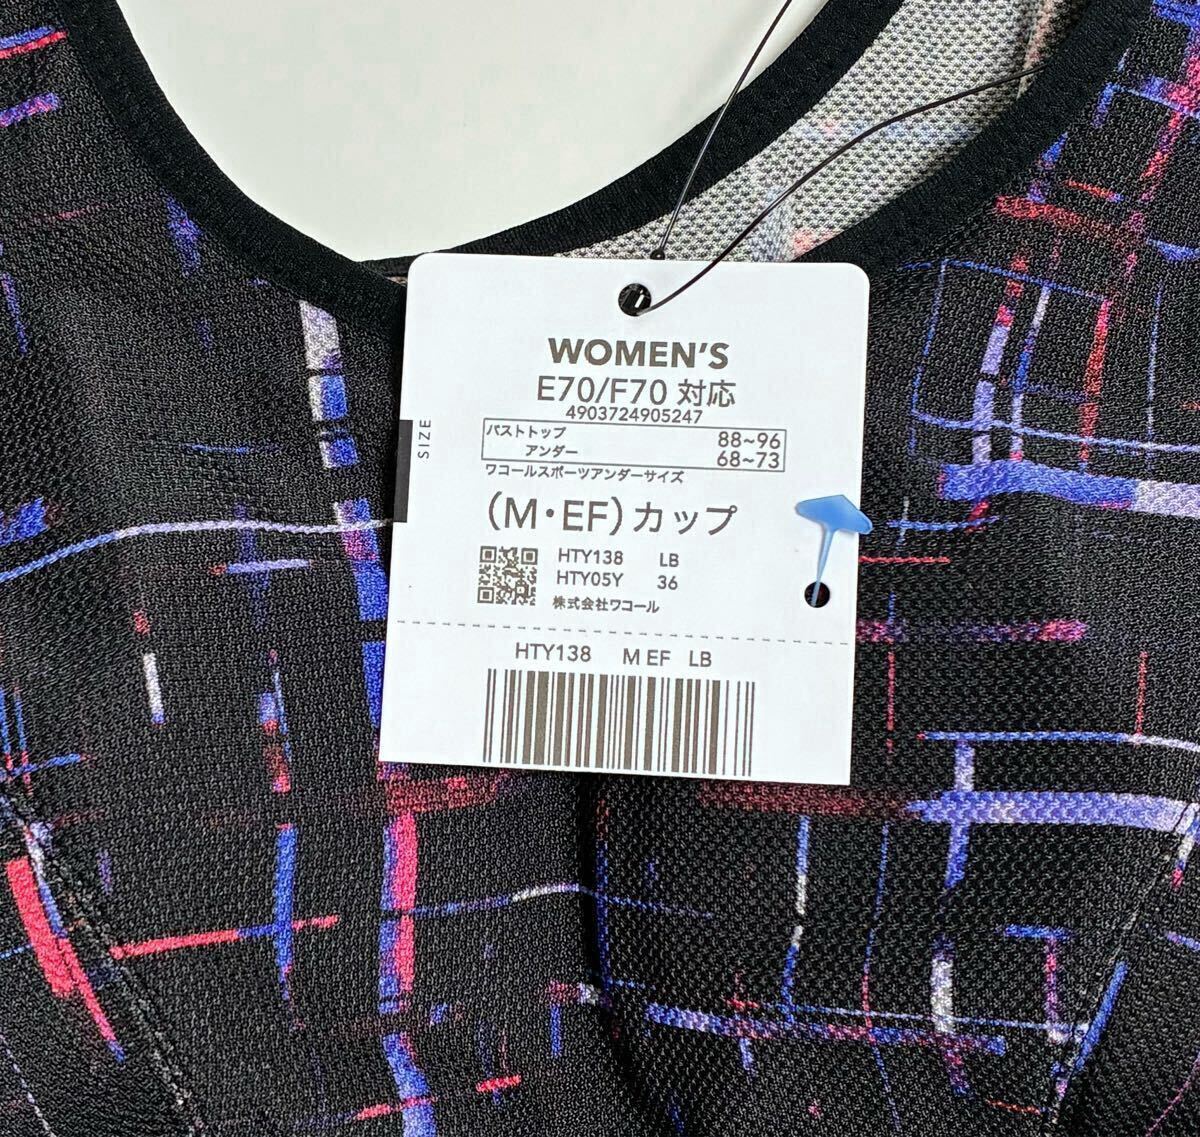 WOMEN'S
E70/F70 対応
4903724905247
SIZE
バストトップ 88~96
アンダー 68~73
ワコールスポーツアンダーサイズ
(M・EF)カップ
HTY138 LB
HTY05Y 36
株式会社ワコール
HTY138 M EF LB